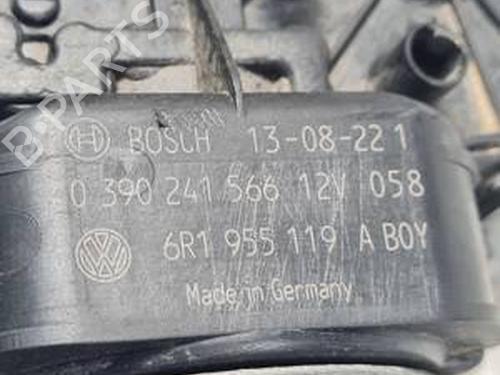 BOSCH 13-08-22 1
0 390 241 566 12V 058
6R1 955 119 A BOY
Made in Germany
B-PARTS